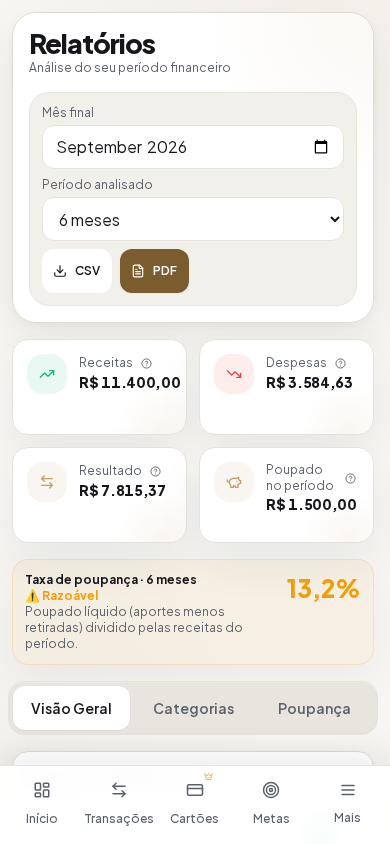 Relatórios
Análise do seu período financeiro
Mês final
September 2026
Período analisado
6 meses
CSV
PDF
Receitas
R$ 11.400,00
Despesas
R$ 3.584,63
Resultado
R$ 7.815,37
Poupado
no período
R$ 1.500,00
Taxa de poupança · 6 meses
⚠️ Razoável
Poupado líquido (aportes menos
retiradas) dividido pelas receitas do
período.
13,2%
Visão Geral
Categorias
Poupança
Início
Transações
Cartões
Metas
Mais